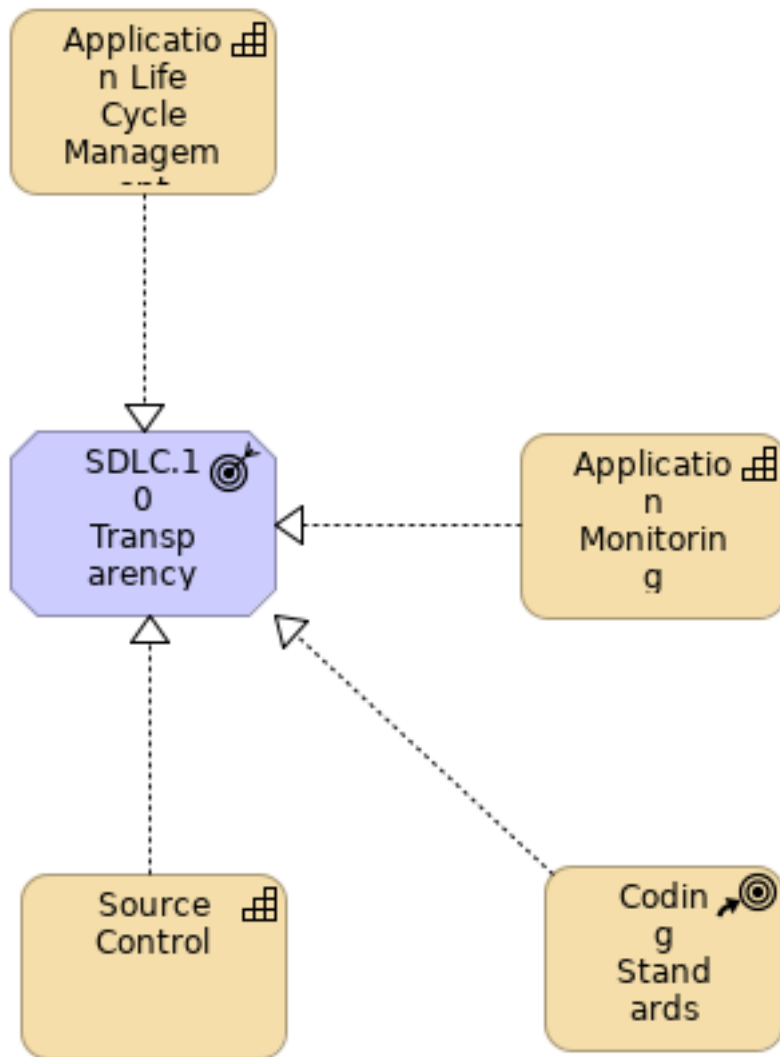 Applicatio
n Life
Cycle
Managem
SDLC.1
0
Transp
arency
Applicatio
n
Monitorin
g
Source
Control
Codin
g
Stand
ards